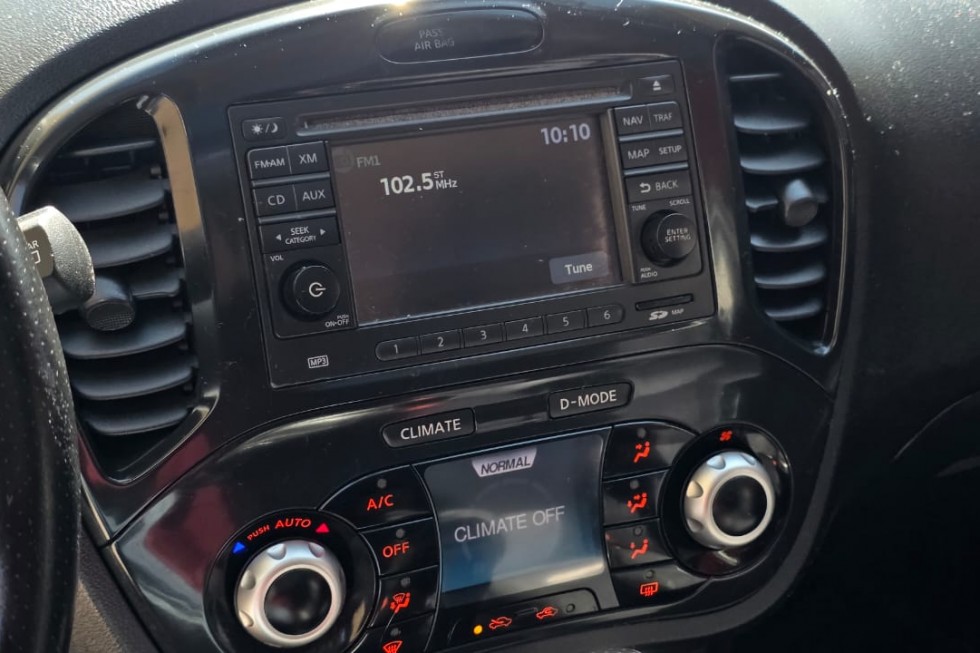 PASS
AIR BAG
FM·AM
XM
CD
AUX
SEEK
CATEGORY
VOL
PUSH
ON·OFF
MP3
FM1
10:10
102.5 ST MHz
Tune
NAV
TRAF
MAP
SETUP
BACK
TUNE
SCROLL
ENTER
SETTING
PUSH
AUDIO
1
2
3
4
5
6
SD MAP
CLIMATE
D-MODE
NORMAL
CLIMATE OFF
A/C
OFF
PUSH AUTO